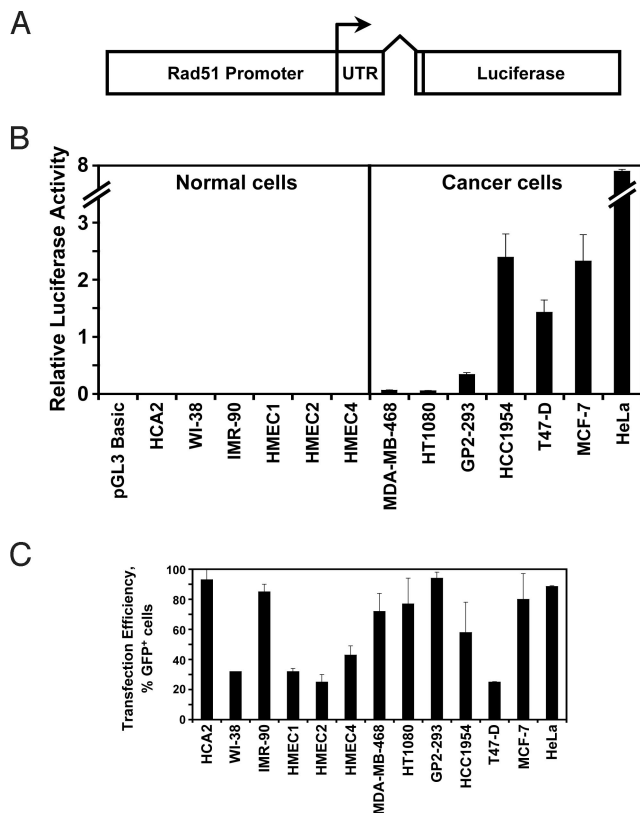 A
Rad51 Promoter
UTR
Luciferase
B
Relative Luciferase Activity
8
3
2
1
0
Normal cells
Cancer cells
pGL3 Basic
HCA2
WI-38
IMR-90
HMEC1
HMEC2
HMEC4
MDA-MB-468
HT1080
GP2-293
HCC1954
T47-D
MCF-7
HeLa
C
Transfection Efficiency,
% GFP⁺ cells
100
80
60
40
20
0
HCA2
WI-38
IMR-90
HMEC1
HMEC2
HMEC4
MDA-MB-468
HT1080
GP2-293
HCC1954
T47-D
MCF-7
HeLa